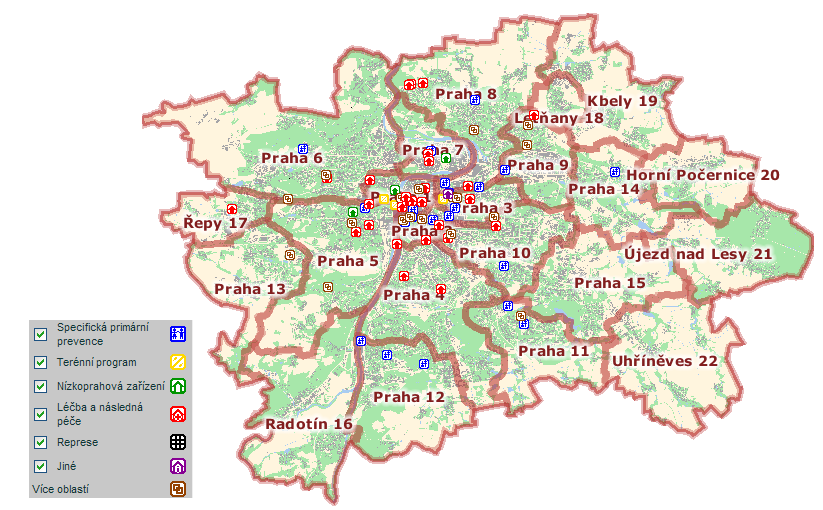 Praha 8
Kbely 19
Letňany 18
Praha 7
Praha 6
Praha 9
Horní Počernice 20
Praha 14
Praha 3
Řepy 17
Praha
Praha 10
Újezd nad Lesy 21
Praha 5
Praha 13
Praha 4
Praha 15
Praha 11
Uhříněves 22
Praha 12
Radotín 16
Specifická primární
prevence
Terénní program
Nízkoprahová zařízení
Léčba a následná
péče
Represe
Jiné
Více oblastí